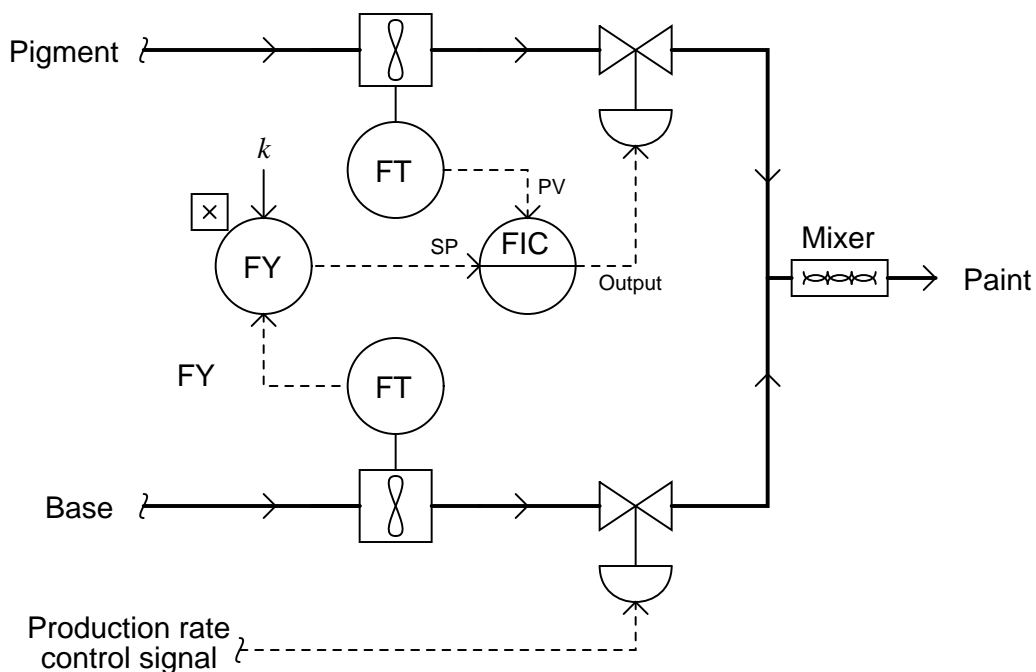 Pigment
FT
k
×
PV
FY
SP
FIC
Output
Mixer
Paint
FY
FT
Base
Production rate
control signal